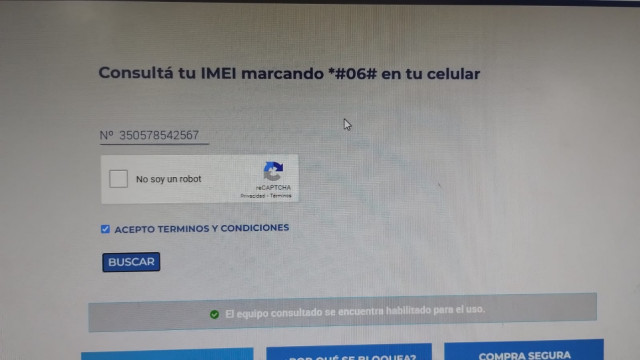 Consultá tu IMEI marcando *#06# en tu celular
Nº 350578542567
No soy un robot
reCAPTCHA
Privacidad - Términos
ACEPTO TERMINOS Y CONDICIONES
BUSCAR
El equipo consultado se encuentra habilitado para el uso.
POR QUÉ SE BLOQUEA?
COMPRA SEGURA